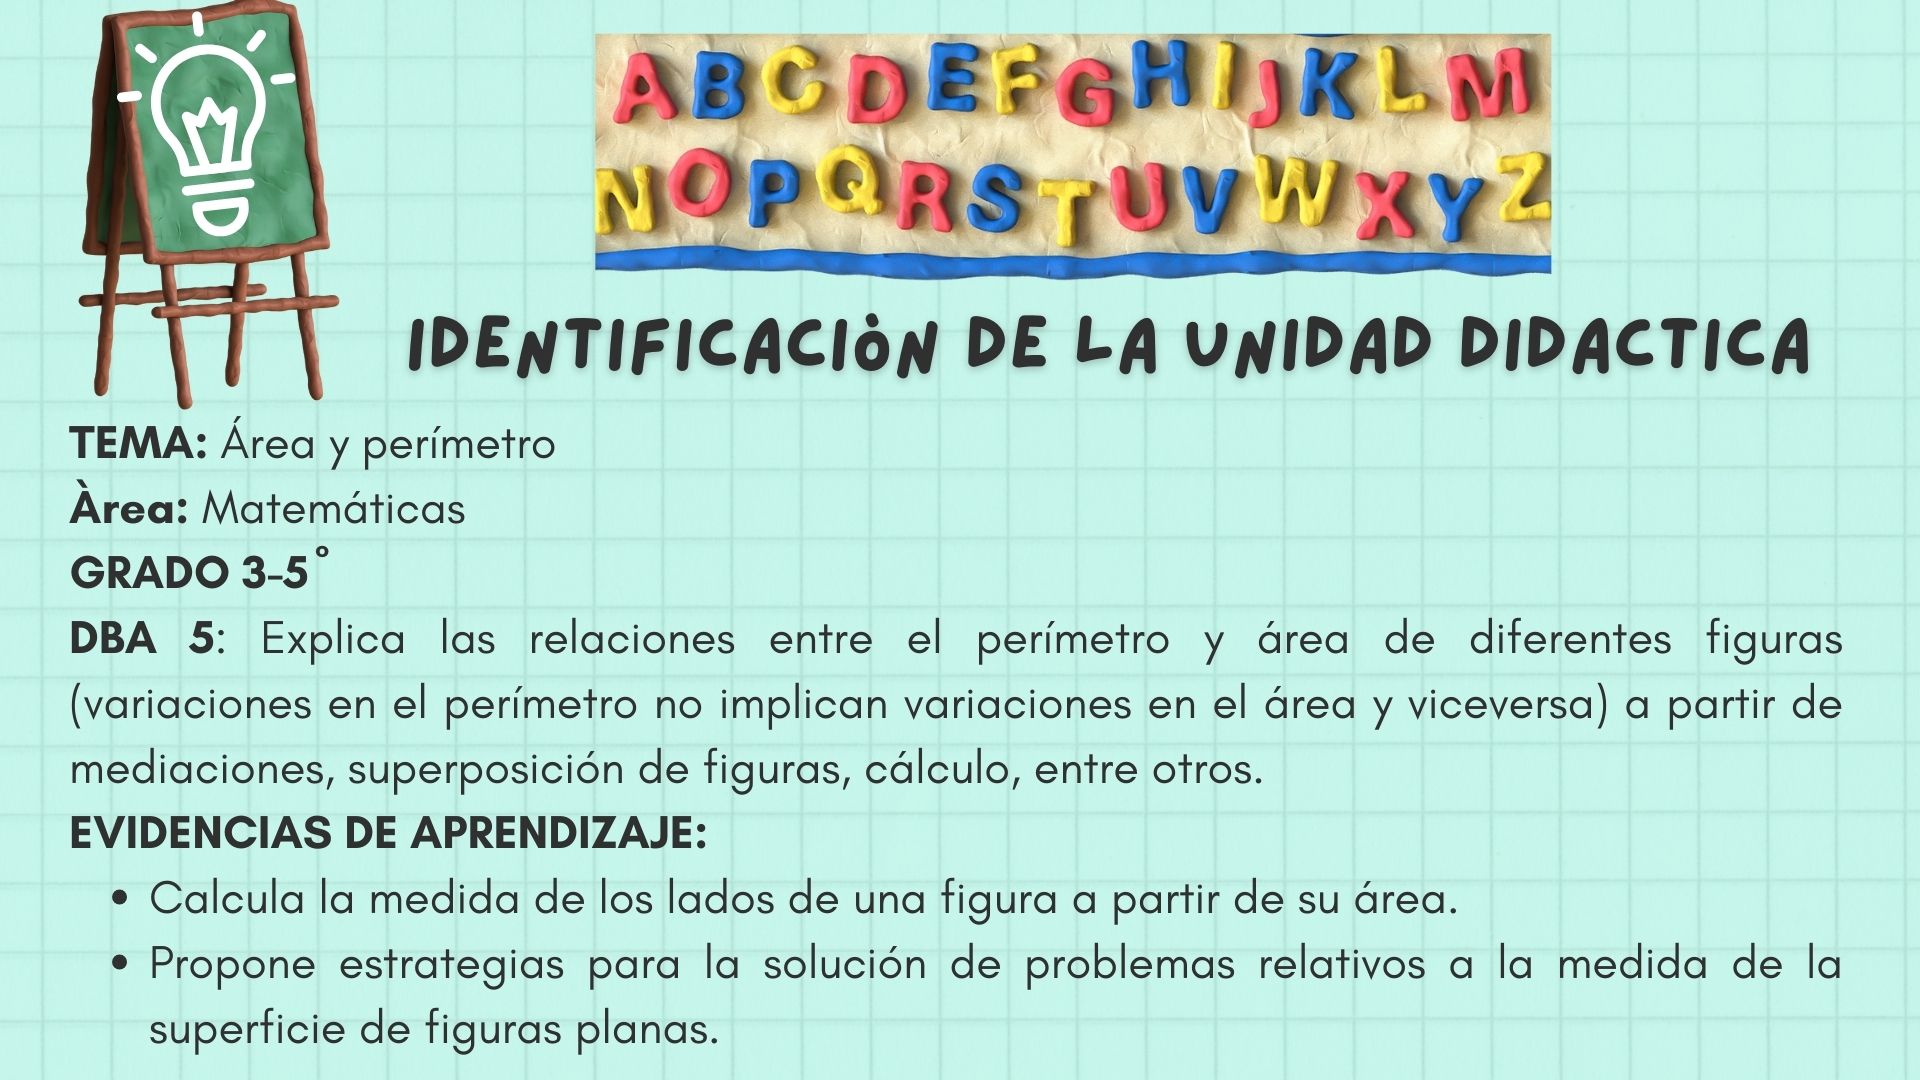 A B C D E F G H I J K L M
N O P Q R S T U V W X Y Z
IDENTIFICACIÒN DE LA UNIDAD DIDACTICA
TEMA: Área y perímetro
Àrea: Matemáticas
GRADO 3-5°
DBA 5: Explica las relaciones entre el perímetro y área de diferentes figuras
(variaciones en el perímetro no implican variaciones en el área y viceversa) a partir de
mediaciones, superposición de figuras, cálculo, entre otros.
EVIDENCIAS DE APRENDIZAJE:
• Calcula la medida de los lados de una figura a partir de su área.
• Propone estrategias para la solución de problemas relativos a la medida de la
superficie de figuras planas.